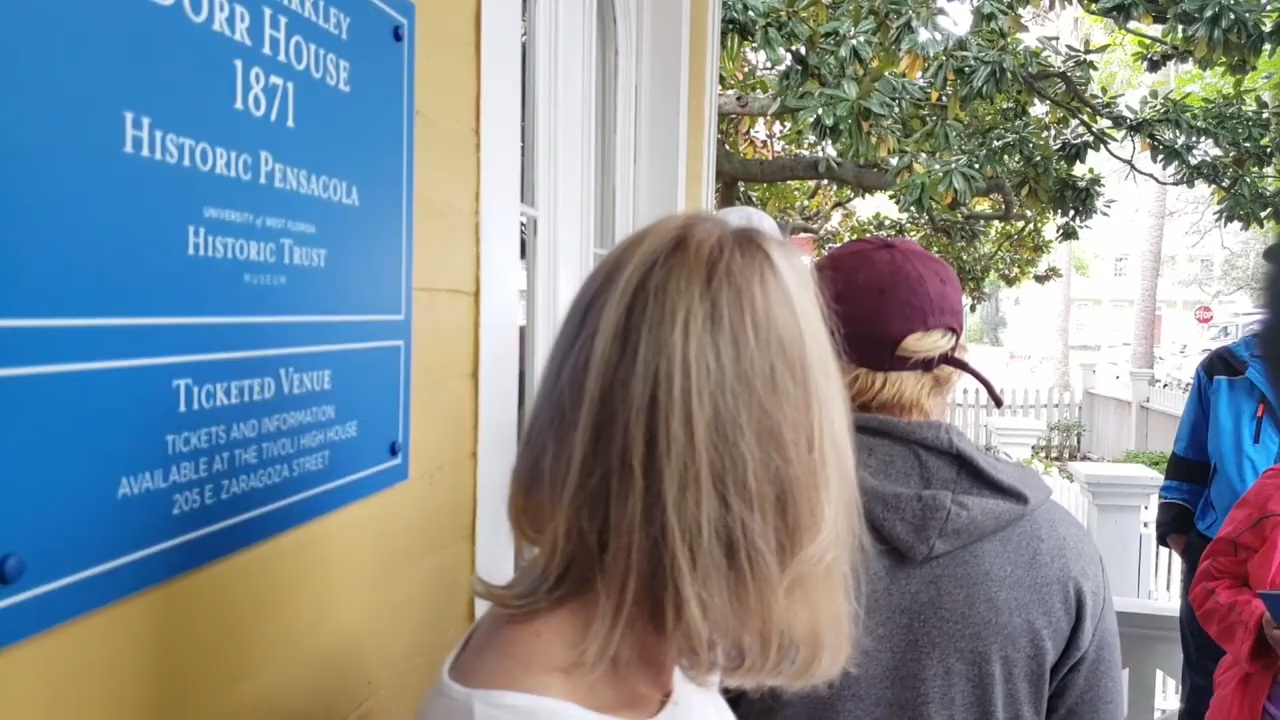 DORR HOUSE
1871
HISTORIC PENSACOLA
UNIVERSITY of WEST FLORIDA
HISTORIC TRUST
MUSEUM
TICKETED VENUE
TICKETS AND INFORMATION
AVAILABLE AT THE TIVOLI HIGH HOUSE
205 E. ZARAGOZA STREET
STOP